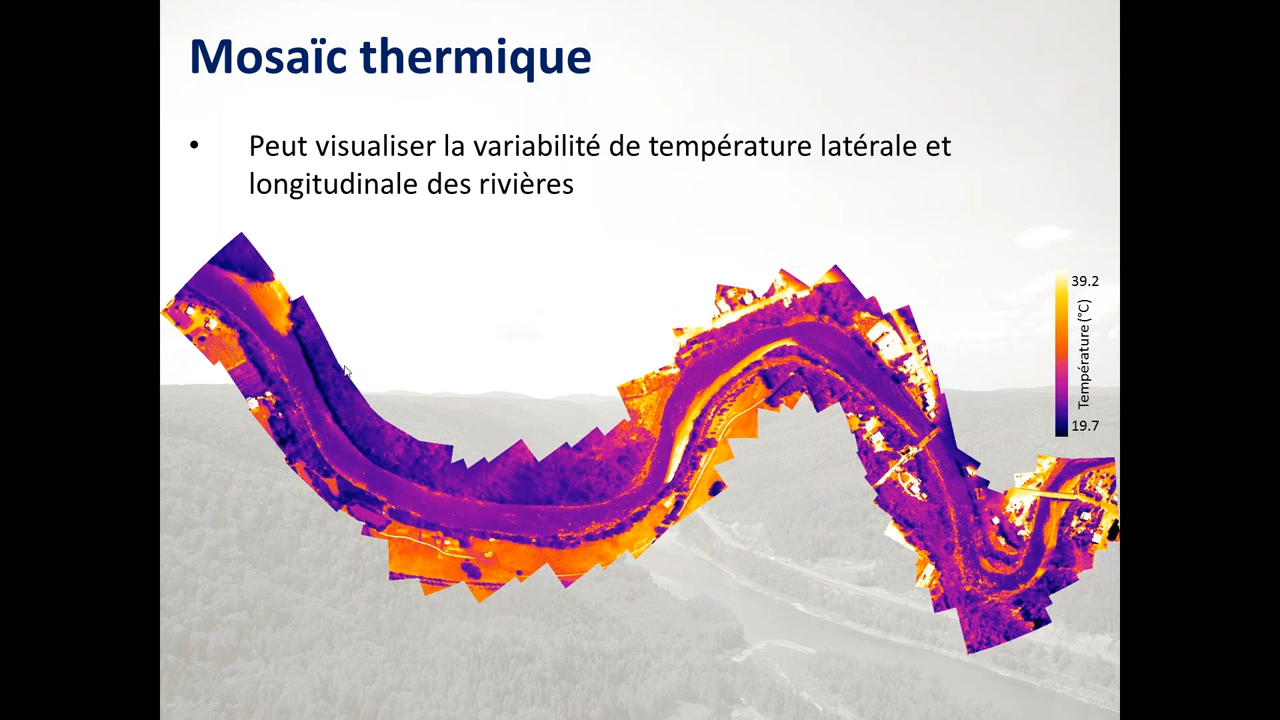 Mosaïc thermique
• Peut visualiser la variabilité de température latérale et
longitudinale des rivières
39.2
Température (°C)
19.7